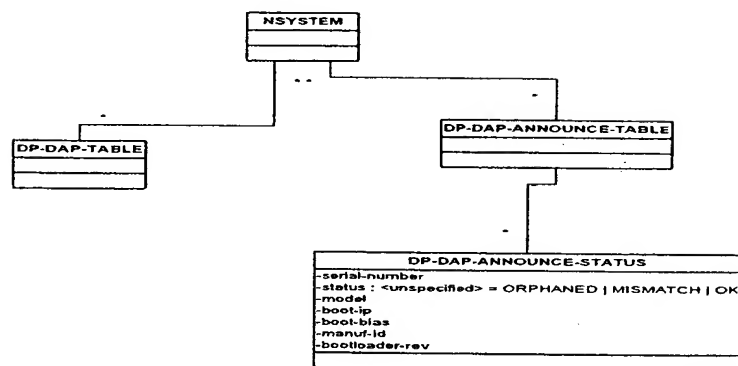 NSYSTEM
DP-DAP-TABLE
DP-DAP-ANNOUNCE-TABLE
DP-DAP-ANNOUNCE-STATUS
-serial-number
-status : <unspecified> = ORPHANED | MISMATCH | OK
-model
-boot-ip
-boot-bias
-manuf-id
-bootloader-rev